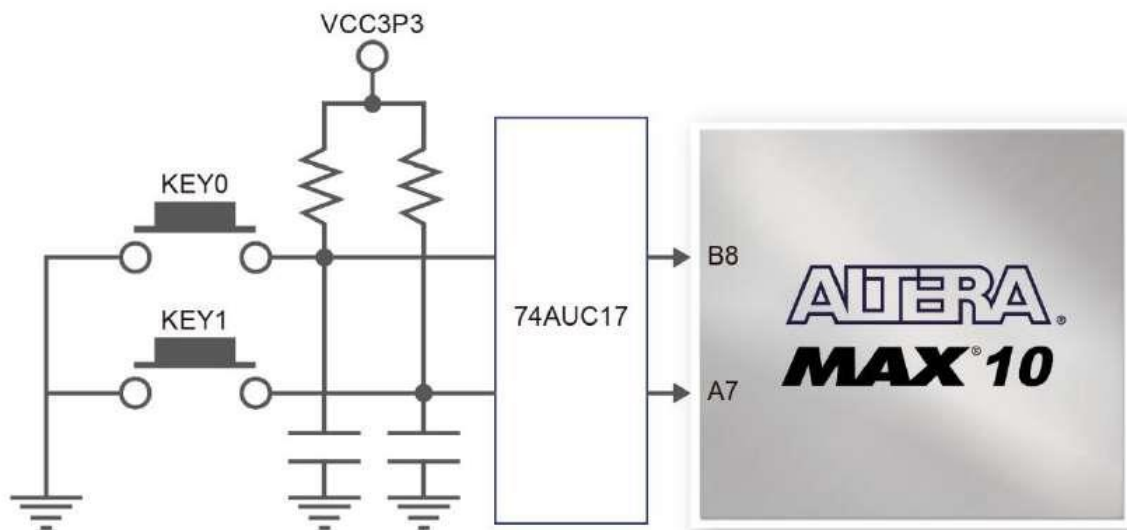 VCC3P3
KEY0
KEY1
74AUC17
B8
A7
ALTERA®
MAX® 10